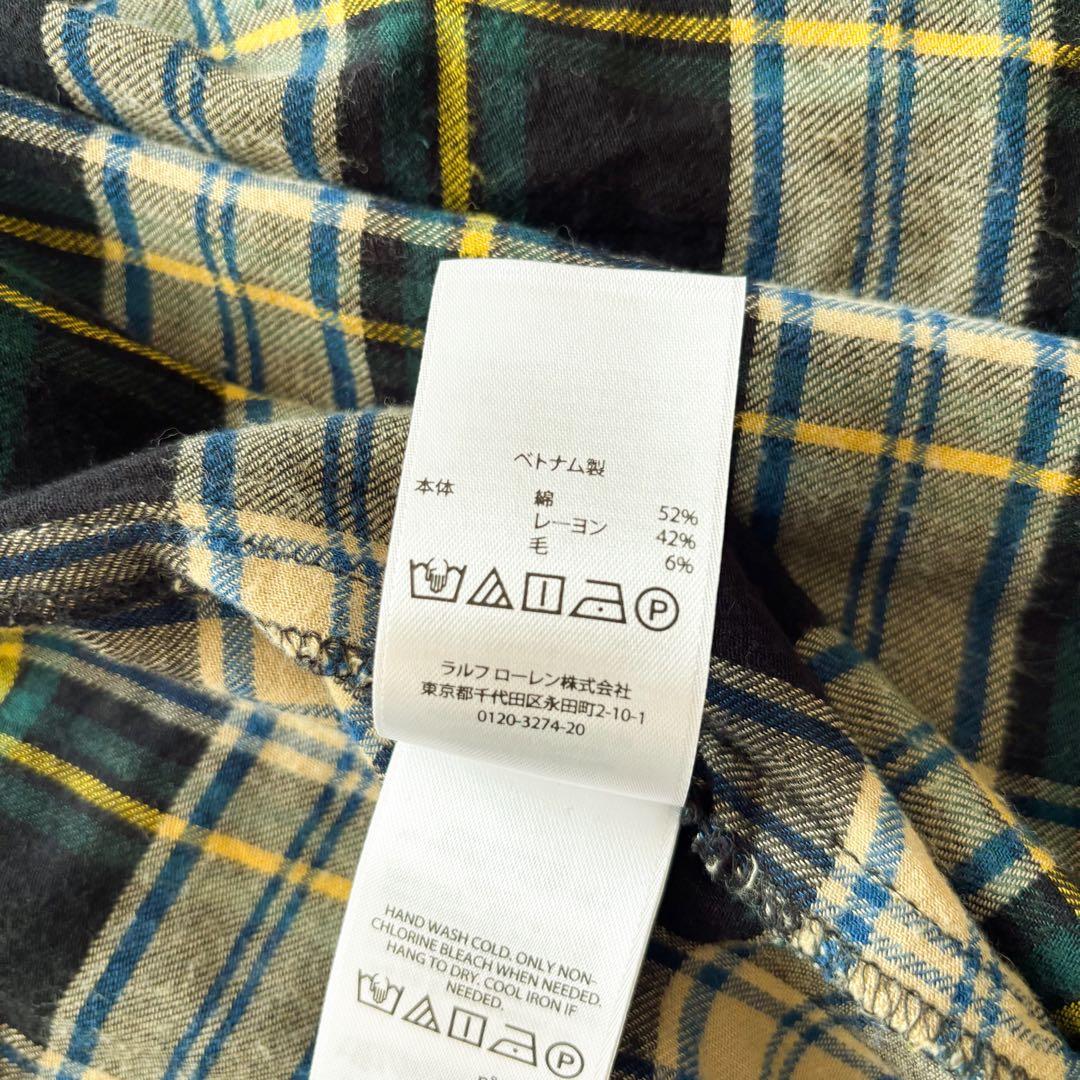 ベトナム製
本体 綿 52%
レーヨン 42%
毛 6%
P
ラルフ ローレン株式会社
東京都千代田区永田町2-10-1
0120-3274-20
HAND WASH COLD. ONLY NON-
CHLORINE BLEACH WHEN NEEDED.
HANG TO DRY. COOL IRON IF
NEEDED.
P